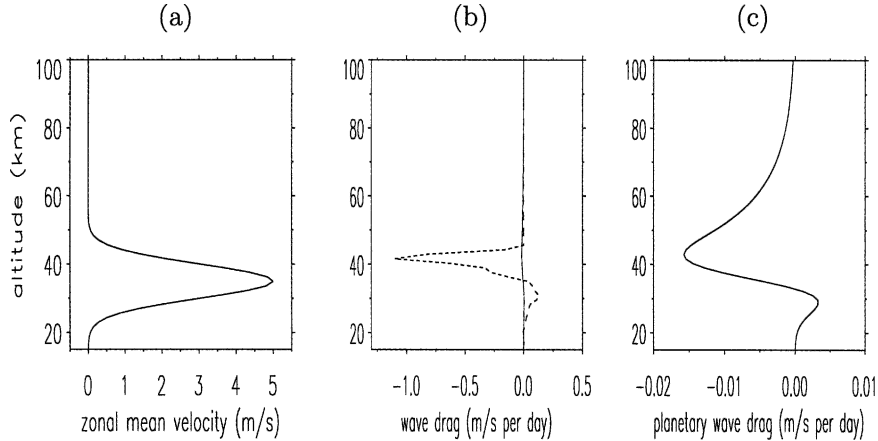 (a)
(b)
(c)
altitude (km)
100
80
60
40
20
0 1 2 3 4 5
zonal mean velocity (m/s)
100
80
60
40
20
−1.0 −0.5 0.0 0.5
wave drag (m/s per day)
100
80
60
40
20
−0.02 −0.01 0.00 0.01
planetary wave drag (m/s per day)